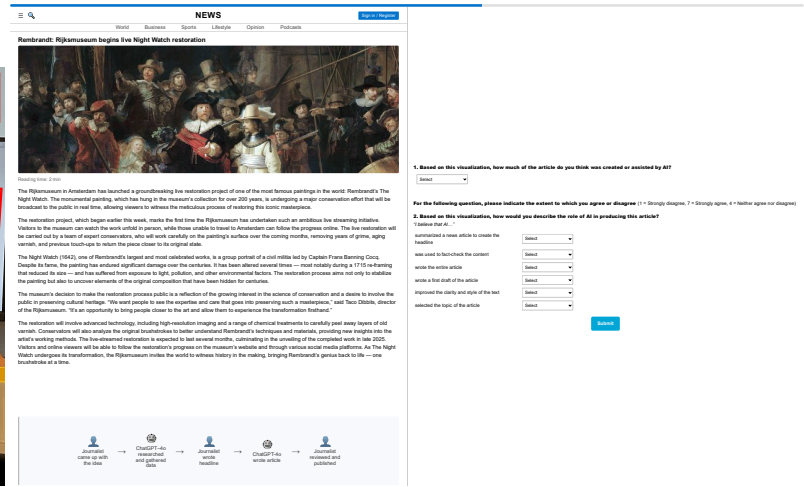 NEWS
Sign in / Register
World Business Sports Lifestyle Opinion Podcasts
Rembrandt: Rijksmuseum begins live Night Watch restoration
Reading time: 2 min
The Rijksmuseum in Amsterdam has launched a groundbreaking live restoration project of one of the most famous paintings in the world: Rembrandt's The
Night Watch. The monumental painting, which has hung in the museum's collection for over 200 years, is undergoing a major conservation effort that will be
broadcast to the public in real time, allowing viewers to witness the meticulous process of restoring this iconic masterpiece.
The restoration project, which began earlier this week, marks the first time the Rijksmuseum has undertaken such an ambitious live streaming initiative.
Visitors to the museum can watch the work unfold in person, while those unable to travel to Amsterdam can follow the progress online. The live restoration will
be carried out by a team of expert conservators, who will work carefully on the painting's surface over the coming months, removing years of grime, aging
varnish, and previous touch-ups to return the piece closer to its original state.
The Night Watch (1642), one of Rembrandt's largest and most celebrated works, is a group portrait of a civil militia led by Captain Frans Banning Cocq.
Despite its fame, the painting has endured significant damage over the centuries. It has been altered several times — most notably during a 1715 re-framing
that reduced its size — and has suffered from exposure to light, pollution, and other environmental factors. The restoration process aims not only to stabilize
the painting but also to uncover elements of the original composition that have been hidden for centuries.
The museum's decision to make the restoration process public is a reflection of the growing interest in the science of conservation and a desire to involve the
public in preserving cultural heritage. "We want people to see the expertise and care that goes into preserving such a masterpiece," said Taco Dibbits, director
of the Rijksmuseum. "It's an opportunity to bring people closer to the art and allow them to experience the transformation firsthand."
The restoration will involve advanced technology, including high-resolution imaging and a range of chemical treatments to carefully peel away layers of old
varnish. Conservators will also analyze the original brushstrokes to better understand Rembrandt's techniques and materials, providing new insights into the
artist's working methods. The live-streamed restoration is expected to last several months, culminating in the unveiling of the completed work in late 2025.
Visitors and online viewers will be able to follow the restoration's progress on the museum's website and through various social media platforms. As The Night
Watch undergoes its transformation, the Rijksmuseum invites the world to witness history in the making, bringing Rembrandt's genius back to life — one
brushstroke at a time.
Journalist
came up with
the idea
→
ChatGPT-4o
researched
and gathered
data
→
Journalist
wrote
headline
→
ChatGPT-4o
wrote article
→
Journalist
reviewed and
published
1. Based on this visualization, how much of the article do you think was created or assisted by AI?
Select
For the following question, please indicate the extent to which you agree or disagree (1 = Strongly disagree, 7 = Strongly agree, 4 = Neither agree nor disagree)
2. Based on this visualization, how would you describe the role of AI in producing this article?
"I believe that AI..."
summarized a news article to create the
headline
Select
was used to fact-check the content
Select
wrote the entire article
Select
wrote a first draft of the article
Select
improved the clarity and style of the text
Select
selected the topic of the article
Select
Submit